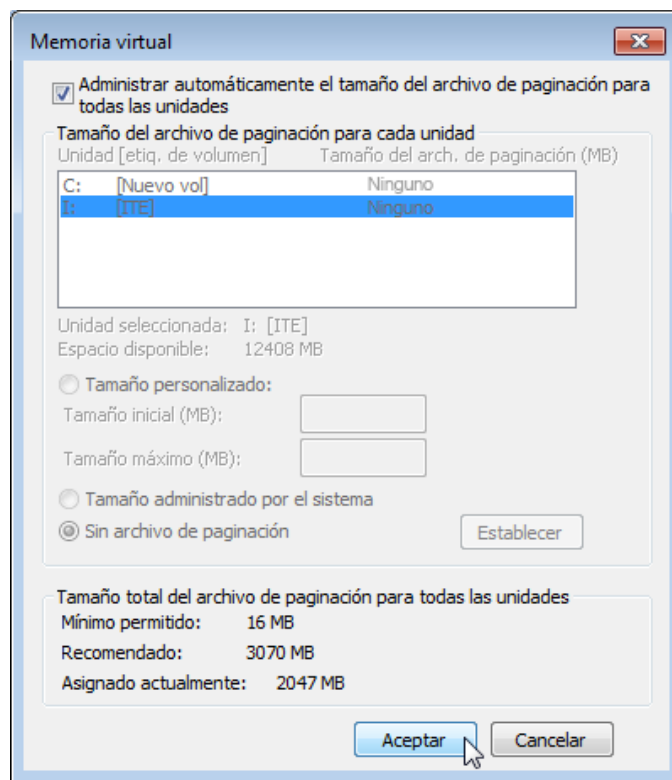 Memoria virtual
Administrar automáticamente el tamaño del archivo de paginación para
todas las unidades
Tamaño del archivo de paginación para cada unidad
Unidad [etiq. de volumen] Tamaño del arch. de paginación (MB)
C: [Nuevo vol] Ninguno
I: [ITE] Ninguno
Unidad seleccionada: I: [ITE]
Espacio disponible: 12408 MB
Tamaño personalizado:
Tamaño inicial (MB):
Tamaño máximo (MB):
Tamaño administrado por el sistema
Sin archivo de paginación Establecer
Tamaño total del archivo de paginación para todas las unidades
Mínimo permitido: 16 MB
Recomendado: 3070 MB
Asignado actualmente: 2047 MB
Aceptar Cancelar